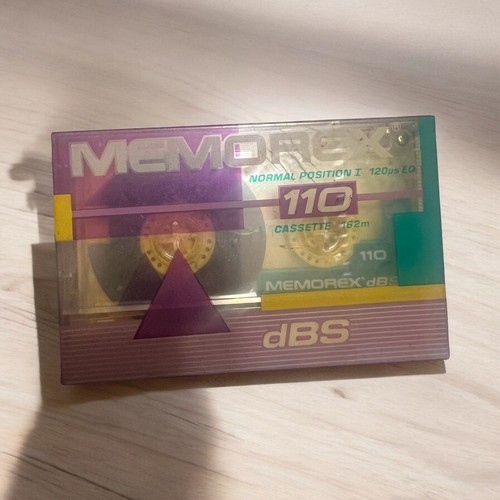 MEMOREX®
NORMAL POSITION I 120µs EQ
110
CASSETTE 162m
110
MEMOREX dBS
dBS